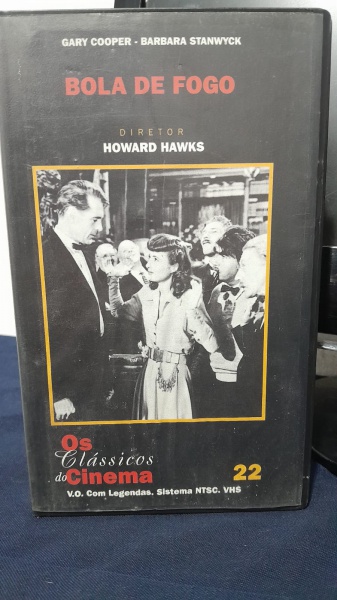 GARY COOPER - BARBARA STANWYCK
BOLA DE FOGO
DIRETOR
HOWARD HAWKS
Os
Clássicos
do Cinema
22
V.O. Com Legendas. Sistema NTSC. VHS